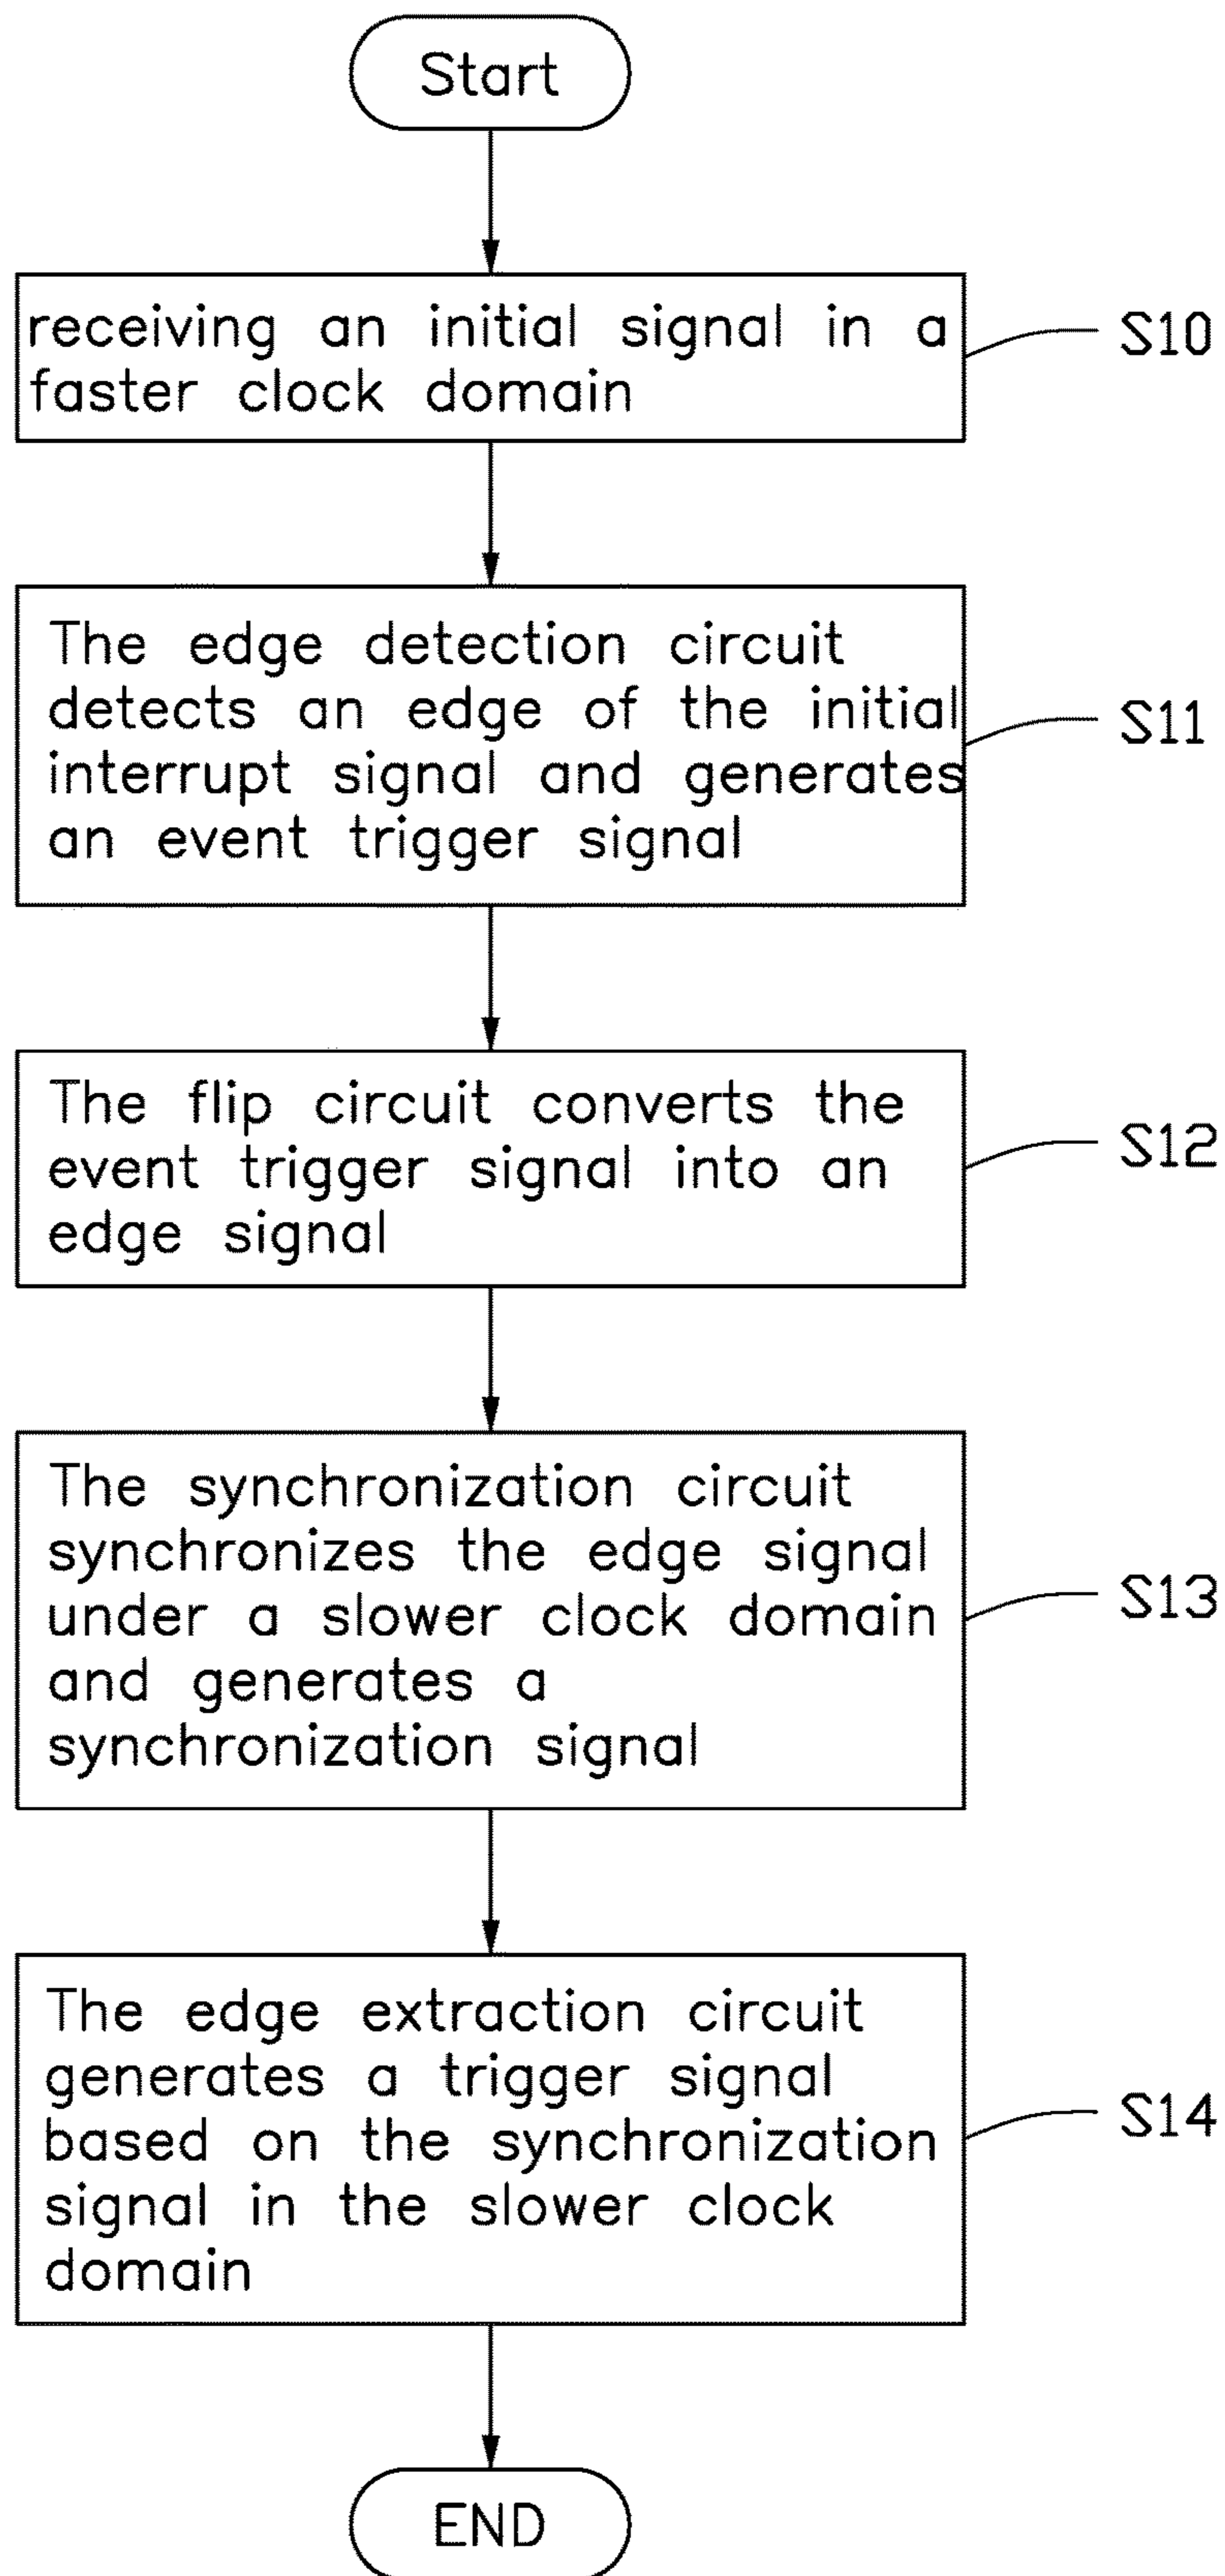 Start
receiving an initial signal in a
faster clock domain
S10
The edge detection circuit
detects an edge of the initial
interrupt signal and generates
an event trigger signal
S11
The flip circuit converts the
event trigger signal into an
edge signal
S12
The synchronization circuit
synchronizes the edge signal
under a slower clock domain
and generates a
synchronization signal
S13
The edge extraction circuit
generates a trigger signal
based on the synchronization
signal in the slower clock
domain
S14
END